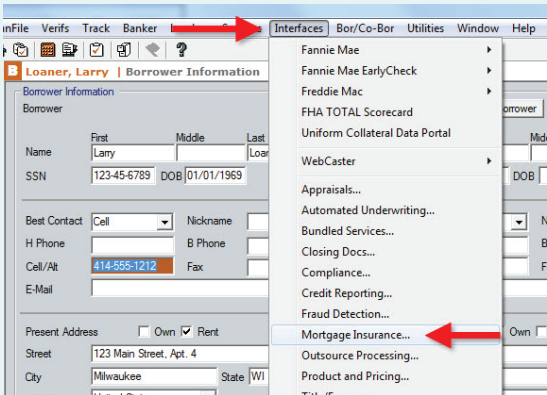 anFile Verifs Track Banker Interfaces Bor/Co-Bor Utilities Window Help
B Loaner, Larry | Borrower Information
Borrower Information
Borrower
First Middle Last
Name Larry Loan
SSN 123-45-6789 DOB 01/01/1969
Best Contact Cell Nickname
H Phone B Phone
Cell/Alt 414-555-1212 Fax
E-Mail
Present Address Own Rent
Street 123 Main Street, Apt. 4
City Milwaukee State WI
United States
Fannie Mae
Fannie Mae EarlyCheck
Freddie Mac
FHA TOTAL Scorecard
Uniform Collateral Data Portal
WebCaster
Appraisals...
Automated Underwriting...
Bundled Services...
Closing Docs...
Compliance...
Credit Reporting...
Fraud Detection...
Mortgage Insurance...
Outsource Processing...
Product and Pricing...
orrower
Midd
DOB
N
B
F
Own